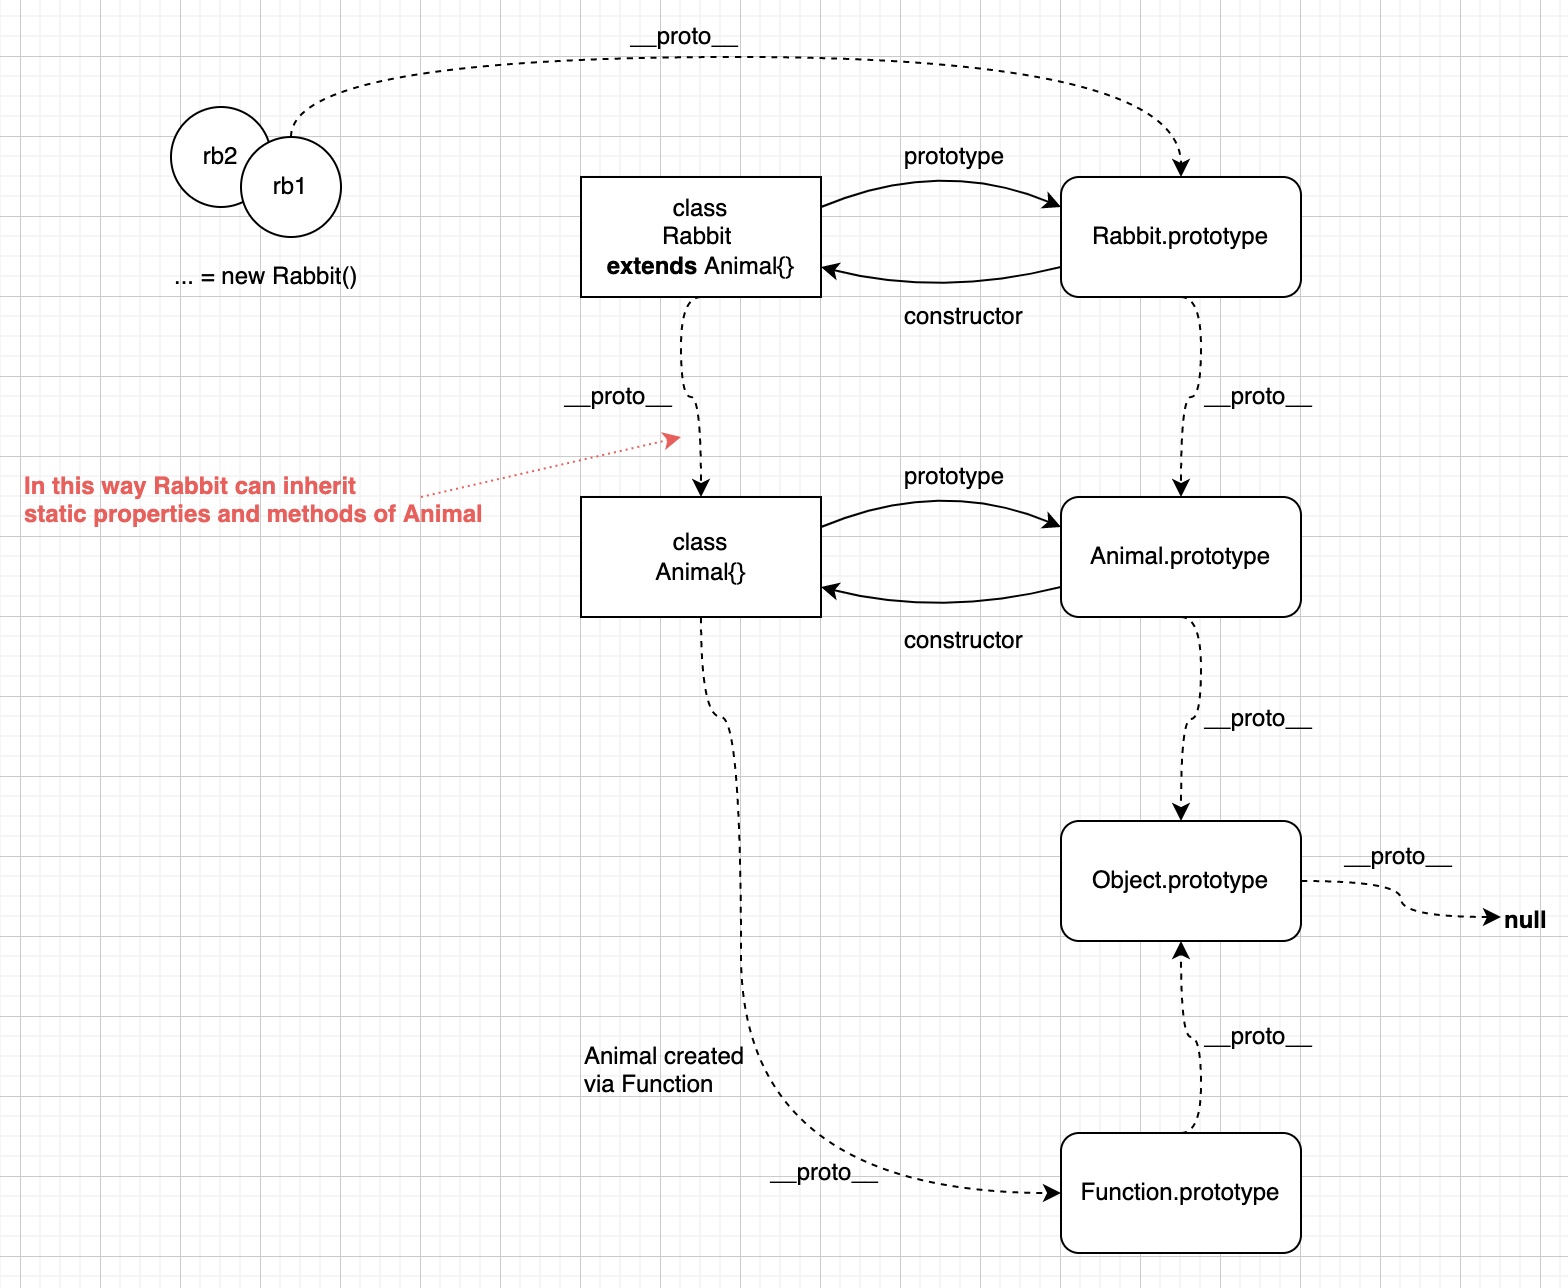 __proto__
rb2
rb1
... = new Rabbit()
class
Rabbit
extends Animal{}
prototype
constructor
Rabbit.prototype
__proto__
__proto__
In this way Rabbit can inherit
static properties and methods of Animal
class
Animal{}
prototype
constructor
Animal.prototype
__proto__
Object.prototype
__proto__
null
__proto__
Animal created
via Function
__proto__
Function.prototype